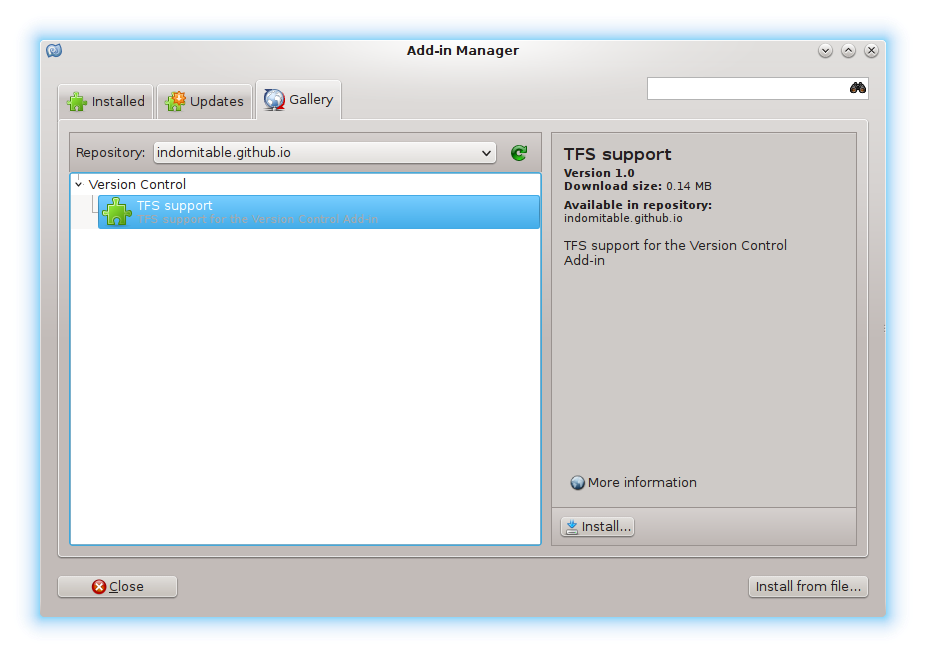 Add-in Manager
Installed
Updates
Gallery
Repository:
indomitable.github.io
Version Control
TFS support
TFS support for the Version Control Add-in
TFS support
Version 1.0
Download size: 0.14 MB
Available in repository:
indomitable.github.io
TFS support for the Version Control
Add-in
More information
Install...
Close
Install from file...